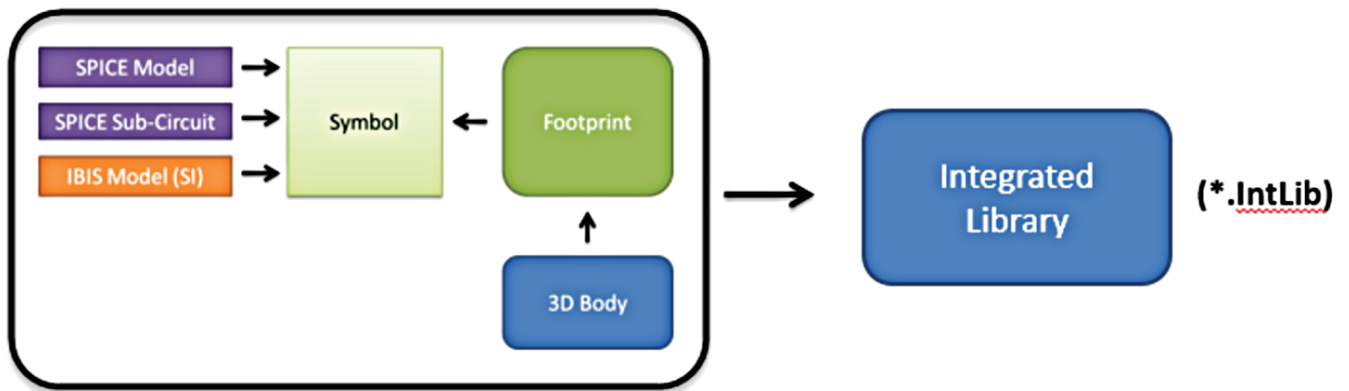 SPICE Model
SPICE Sub-Circuit
IBIS Model (SI)
Symbol
Footprint
3D Body
Integrated
Library
(*.IntLib)